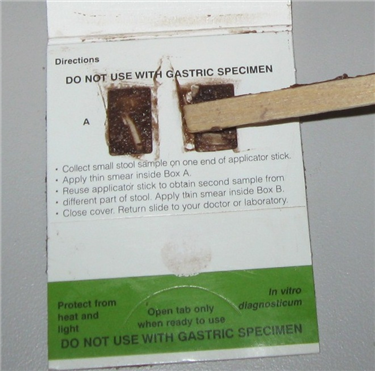 Directions
DO NOT USE WITH GASTRIC SPECIMEN
A
• Collect small stool sample on one end of applicator stick.
• Apply thin smear inside Box A.
• Reuse applicator stick to obtain second sample from
• different part of stool. Apply thin smear inside Box B.
• Close cover. Return slide to your doctor or laboratory.
Protect from
heat and
light
Open tab only
when ready to use
In vitro
diagnosticum
DO NOT USE WITH GASTRIC SPECIMEN